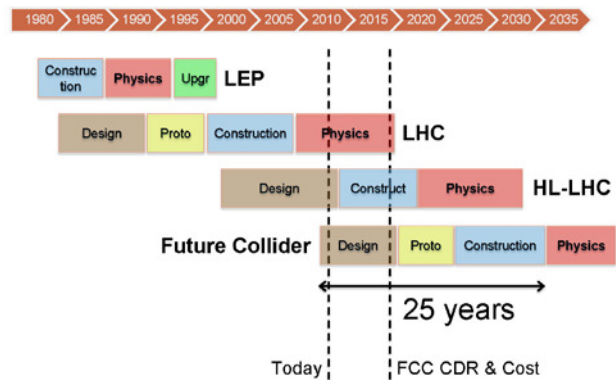 1980 1985 1990 1995 2000 2005 2010 2015 2020 2025 2030 2035
Construc
tion
Physics
Upgr
LEP
Design
Proto
Construction
Physics
LHC
Design
Construct
Physics
HL-LHC
Future Collider
Design
Proto
Construction
Physics
25 years
Today
FCC CDR & Cost